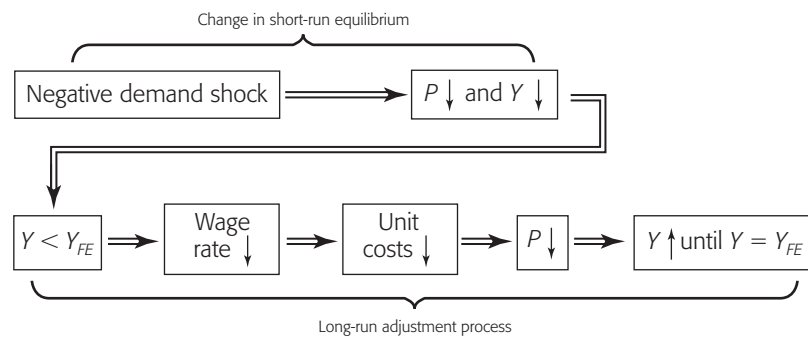 Change in short-run equilibrium
Negative demand shock
P ↓ and Y ↓
Y < Y_FE
Wage
rate ↓
Unit
costs ↓
P ↓
Y ↑ until Y = Y_FE
Long-run adjustment process